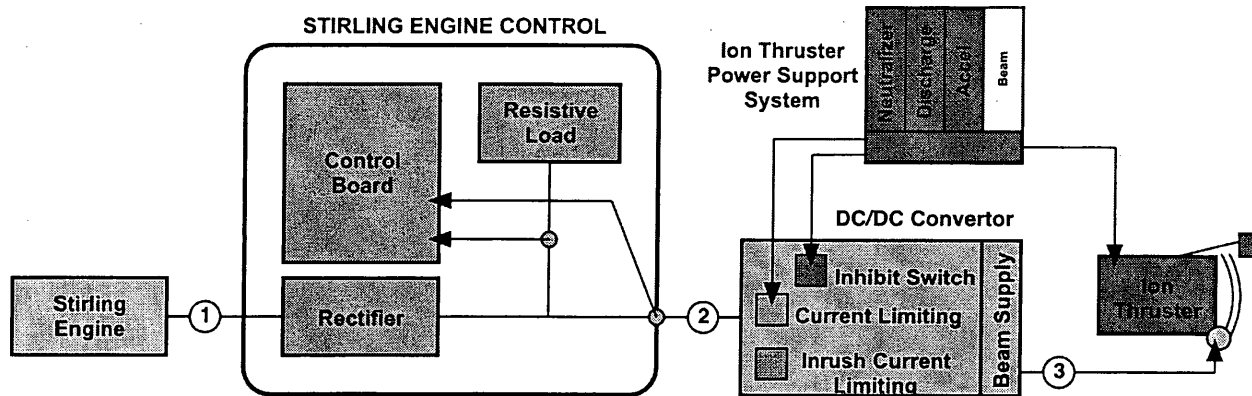 STIRLING ENGINE CONTROL
Control
Board
Resistive
Load
Rectifier
Stirling
Engine
1
2
Ion Thruster
Power Support
System
Neutralizer
Discharge
Accel
Beam
DC/DC Convertor
Inhibit Switch
Current Limiting
Inrush Current
Limiting
Beam Supply
3
Ion
Thruster